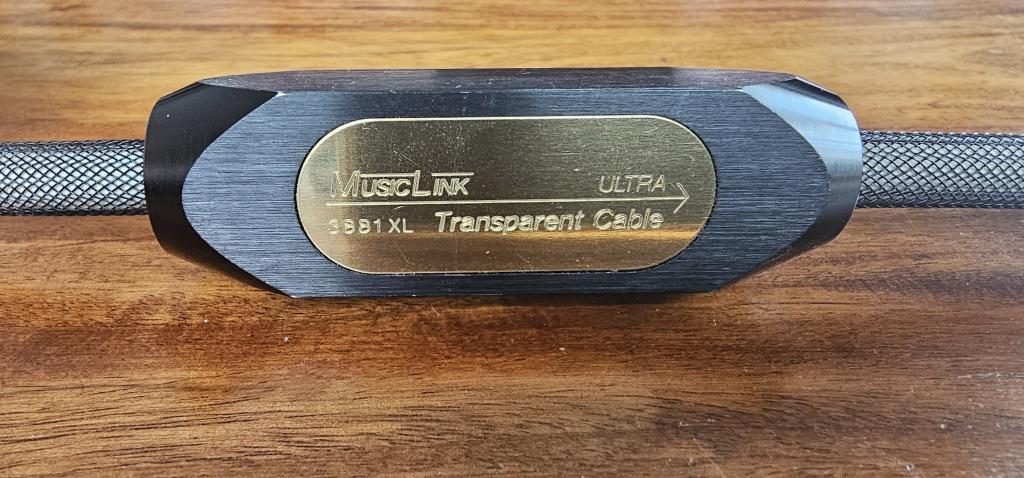 MUSICLINK ULTRA
3881XL Transparent Cable